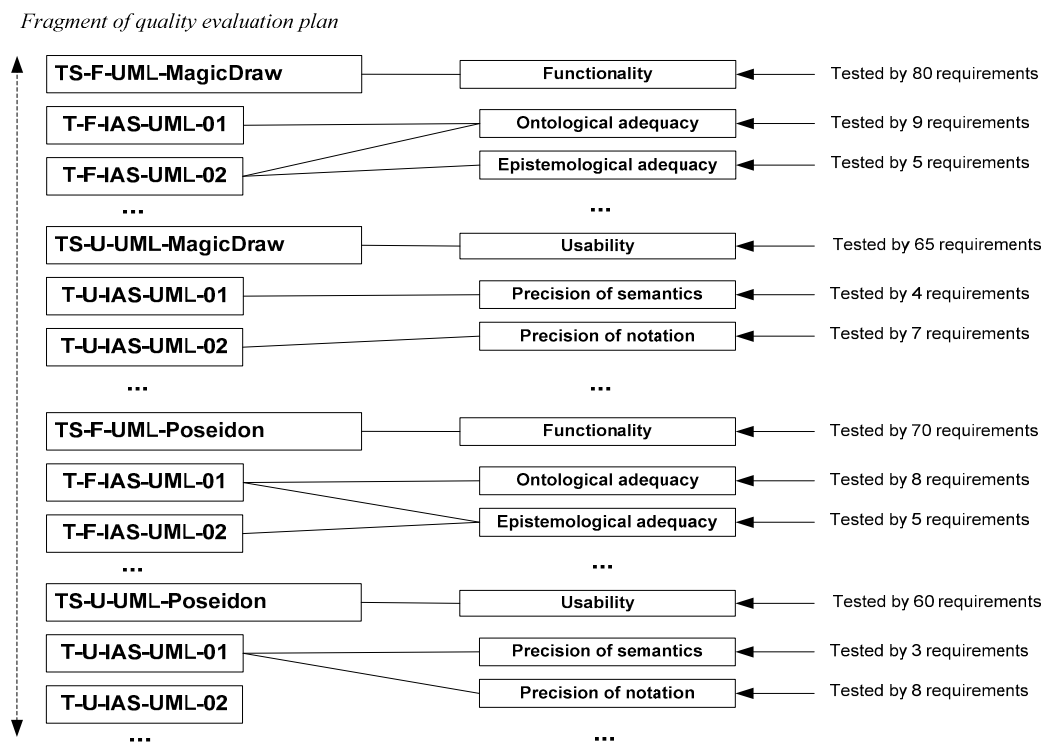 Fragment of quality evaluation plan
TS-F-UML-MagicDraw Functionality Tested by 80 requirements
T-F-IAS-UML-01 Ontological adequacy Tested by 9 requirements
T-F-IAS-UML-02 Epistemological adequacy Tested by 5 requirements
... ...
TS-U-UML-MagicDraw Usability Tested by 65 requirements
T-U-IAS-UML-01 Precision of semantics Tested by 4 requirements
T-U-IAS-UML-02 Precision of notation Tested by 7 requirements
... ...
TS-F-UML-Poseidon Functionality Tested by 70 requirements
T-F-IAS-UML-01 Ontological adequacy Tested by 8 requirements
T-F-IAS-UML-02 Epistemological adequacy Tested by 5 requirements
... ...
TS-U-UML-Poseidon Usability Tested by 60 requirements
T-U-IAS-UML-01 Precision of semantics Tested by 3 requirements
T-U-IAS-UML-02 Precision of notation Tested by 8 requirements
... ...